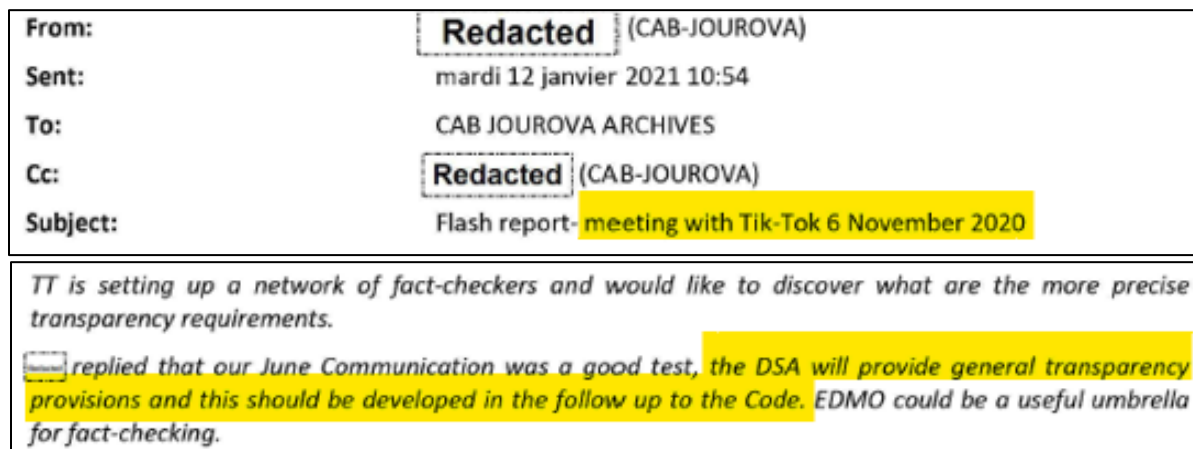 From: Redacted (CAB-JOUROVA)
Sent: mardi 12 janvier 2021 10:54
To: CAB JOUROVA ARCHIVES
Cc: Redacted (CAB-JOUROVA)
Subject: Flash report- meeting with Tik-Tok 6 November 2020
TT is setting up a network of fact-checkers and would like to discover what are the more precise
transparency requirements.
replied that our June Communication was a good test, the DSA will provide general transparency
provisions and this should be developed in the follow up to the Code. EDMO could be a useful umbrella
for fact-checking.